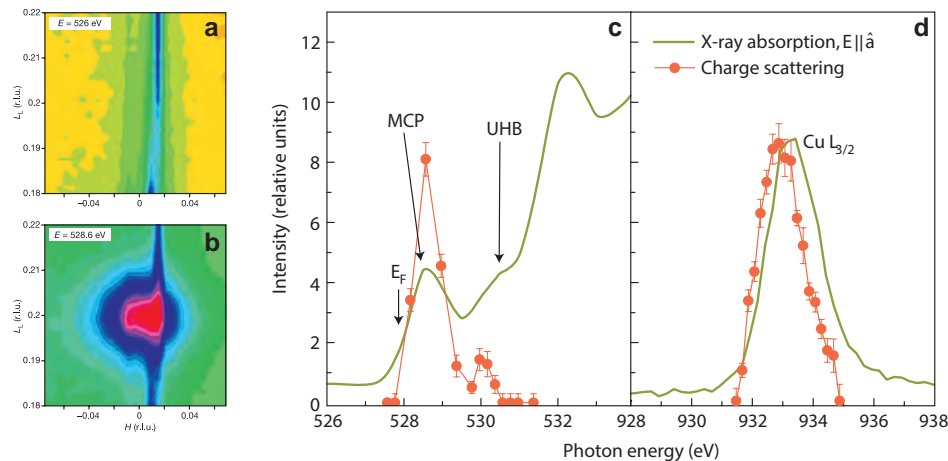 E = 526 eV
a
0.22
0.21
0.2
0.19
0.18
L_L (r.l.u.)
−0.04
0
0.04
E = 528.6 eV
b
0.22
0.21
0.2
0.19
0.18
L_L (r.l.u.)
−0.04
0
0.04
H (r.l.u.)
c
12
10
8
6
4
2
0
Intensity (relative units)
MCP
UHB
E_F
526
528
530
532
928
d
X-ray absorption, E||â
Charge scattering
Cu L_3/2
930
932
934
936
938
Photon energy (eV)